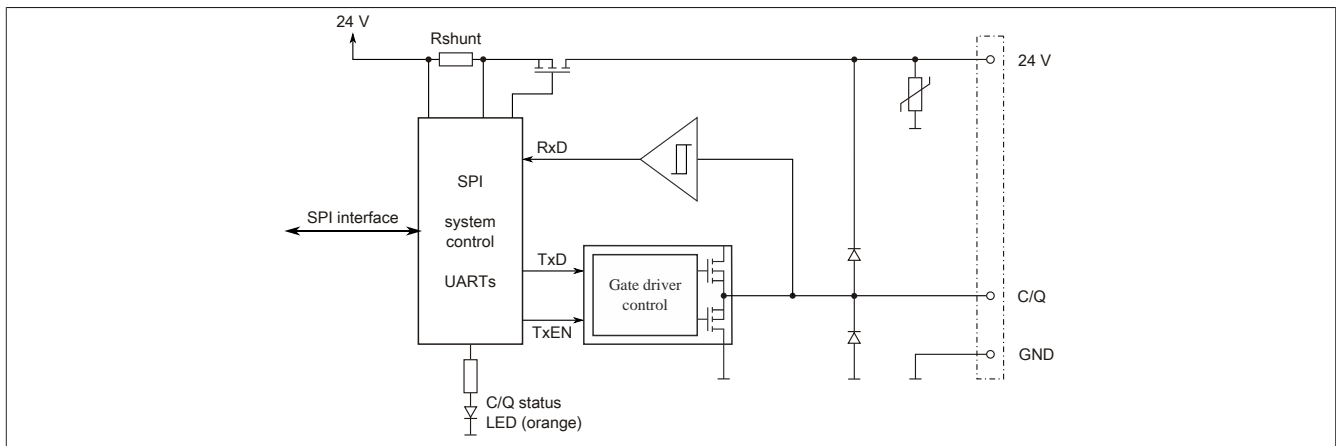 24 V
Rshunt
24 V
RxD
SPI
SPI interface
system
control
TxD
UARTs
Gate driver
control
C/Q
TxEN
GND
C/Q status
LED (orange)